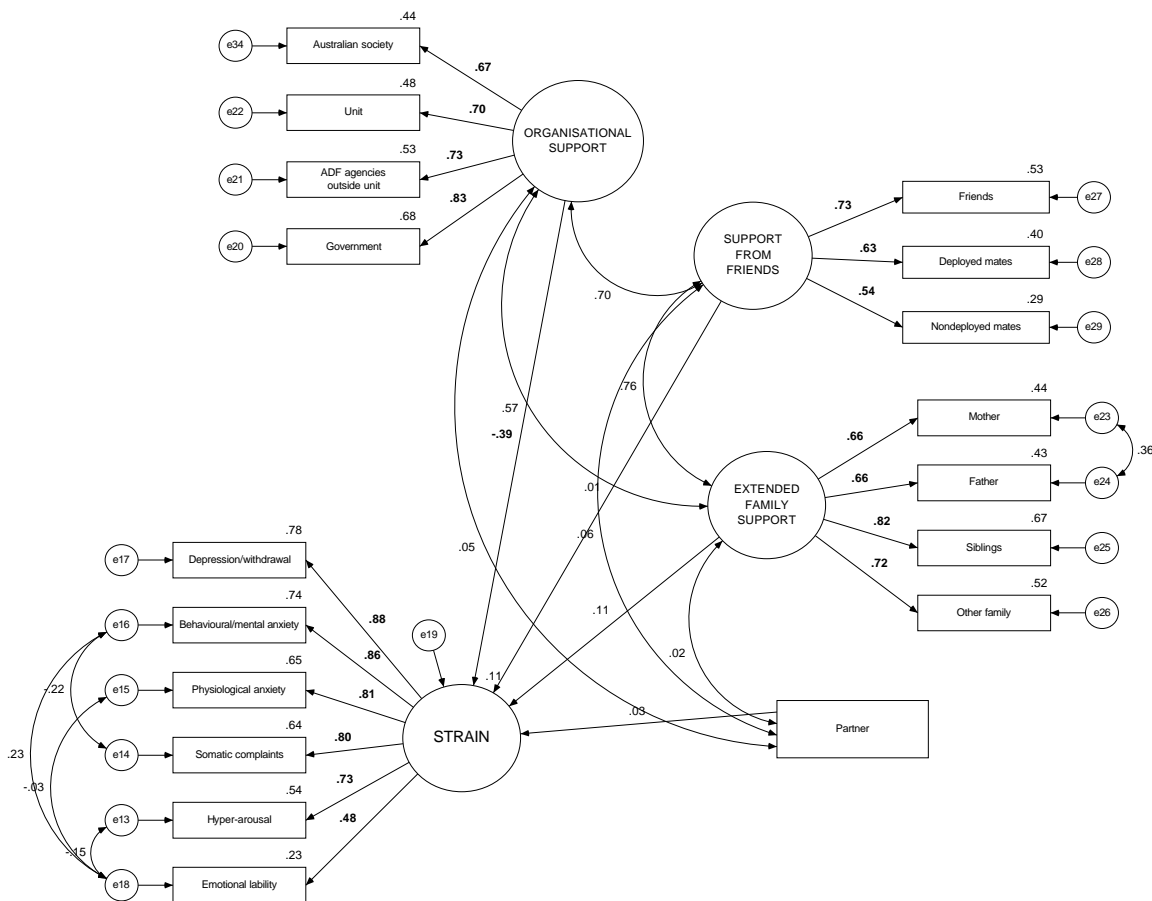 .44
e34
Australian society
.67
.48
e22
Unit
.70
ORGANISATIONAL
SUPPORT
.53
e21
ADF agencies
outside unit
.73
.68
e20
Government
.83
.53
Friends
e27
.73
SUPPORT
FROM
FRIENDS
.40
Deployed mates
e28
.63
.29
Nondeployed mates
e29
.54
.70
.76
.57
-.39
.44
Mother
e23
.66
.36
.43
Father
e24
.66
EXTENDED
FAMILY
SUPPORT
.67
Siblings
e25
.82
.52
Other family
e26
.72
.01
.06
.05
.11
.02
.78
e17
Depression/withdrawal
.88
.74
e16
Behavioural/mental anxiety
.86
e19
.65
e15
Physiological anxiety
.81
.11
-.22
.64
e14
Somatic complaints
.80
STRAIN
.03
Partner
.23
-.03
.54
e13
Hyper-arousal
.73
-.15
.23
e18
Emotional lability
.48